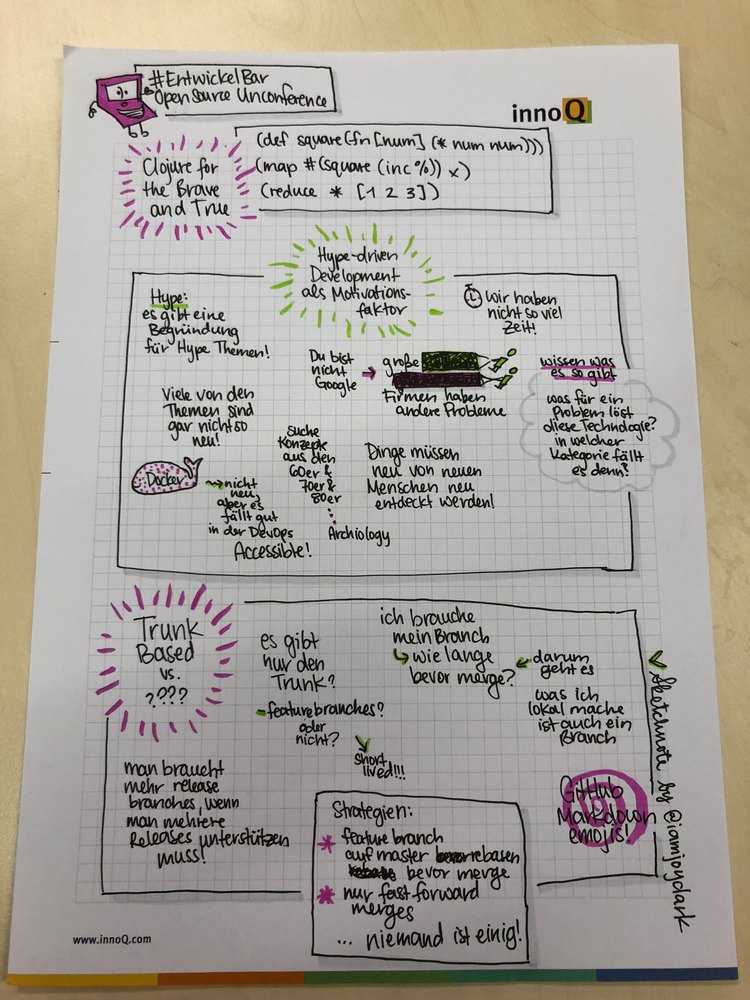 #EntwickelBar
Open Source Unconference
innoQ
Clojure for
the Brave
and True
(def square (fn [num] (* num num)))
(map #(square (inc %)) x)
(reduce * [1 2 3])
Hype-driven
Development
als Motivations-
faktor
Hype:
es gibt eine
Begründung
für Hype Themen!
Wir haben
nicht so viel
Zeit!
Du bist
nicht
Google
große
Firmen haben
andere Probleme
wissen was
es so gibt
was für ein
Problem löst
diese Technologie?
in welcher
Kategorie fällt
es denn?
Viele von den
Themen sind
gar nicht so
neu!
Docker
nicht
neu,
aber es
fällt gut
in der DevOps
Accessible!
Suche
Konzepte
aus den
60er &
70er &
80er
Archiology
Dinge müssen
neu von neuen
Menschen neu
entdeckt werden!
Trunk
Based
vs.
????
es gibt
nur den
Trunk?
featurebranches?
oder
nicht?
short
lived!!!
ich brauche
mein Branch
wie lange
bevor merge?
darum
geht es
was ich
lokal mache
ist auch ein
Branch
man braucht
mehr release
branches, wenn
man mehrere
Releases unterstützen
muss!
Strategien:
* feature branch
auf master rebasen
bevor merge
* nur fast forward
merges
... niemand ist einig!
GitHub
Markdown
emojis!
Sketchnote by @iamjoydark
www.innoQ.com